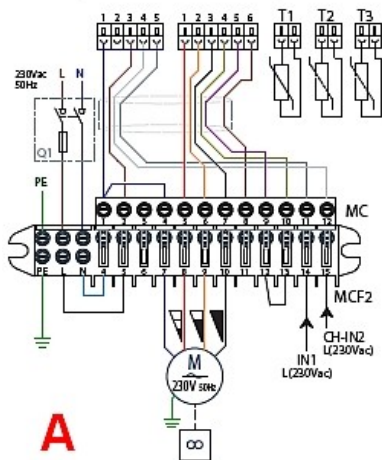 1 2 3 4 5
1 2 3 4 5 6
T1 T2 T3
230Vac L N
50Hz
Q1
PE
1 2 3 4 5 6 7 8 9 10 11 12 MC
PE L N 4 5 6 7 8 9 10 11 12 13 14 15
MCF2
M
230V 50Hz
CH-IN2
L(230Vac)
IN1
L(230Vac)
A